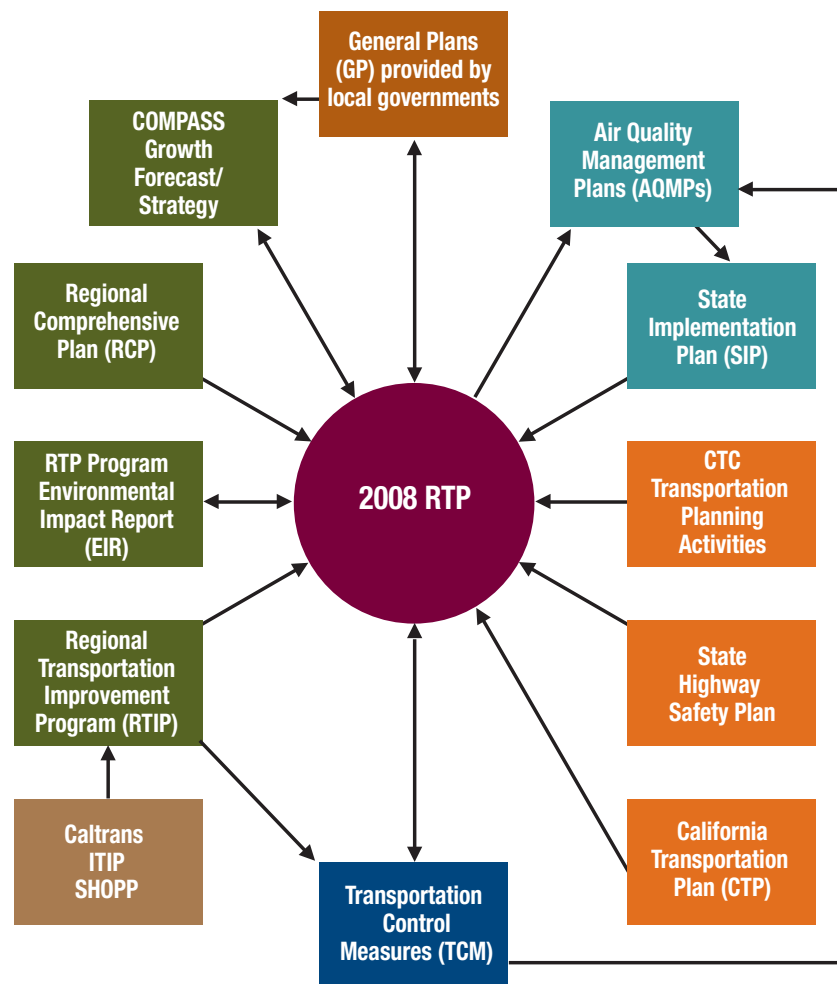 General Plans
(GP) provided by
local governments
COMPASS
Growth
Forecast/
Strategy
Air Quality
Management
Plans (AQMPs)
Regional
Comprehensive
Plan (RCP)
State
Implementation
Plan (SIP)
RTP Program
Environmental
Impact Report
(EIR)
2008 RTP
CTC
Transportation
Planning
Activities
Regional
Transportation
Improvement
Program (RTIP)
State
Highway
Safety Plan
Caltrans
ITIP
SHOPP
California
Transportation
Plan (CTP)
Transportation
Control
Measures (TCM)